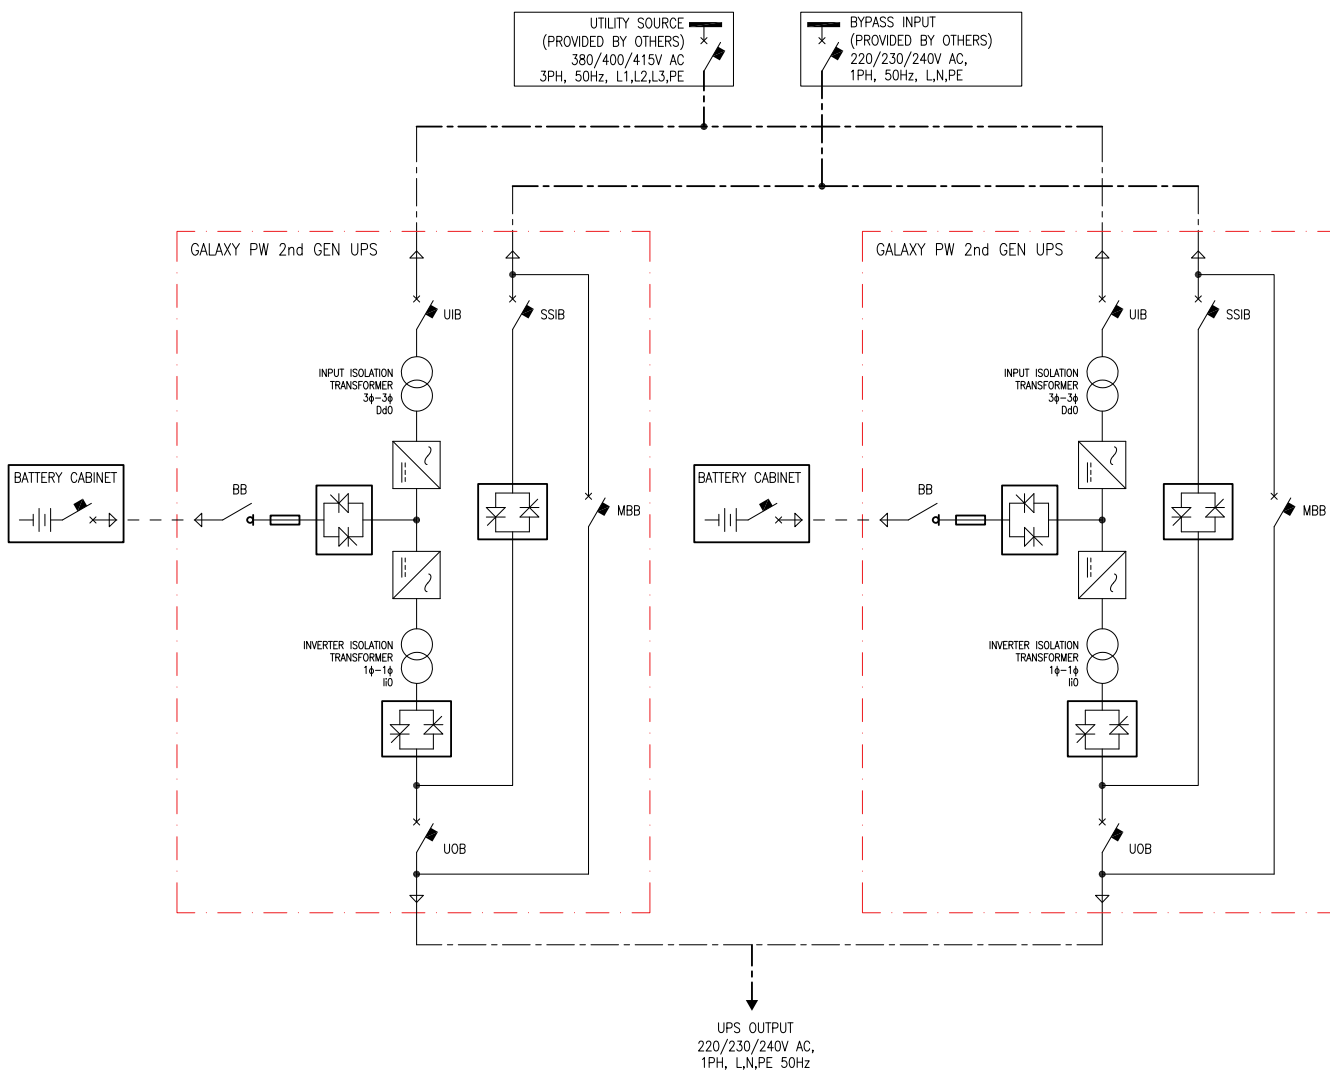 UTILITY SOURCE
(PROVIDED BY OTHERS)
380/400/415V AC
3PH, 50Hz, L1,L2,L3,PE
BYPASS INPUT
(PROVIDED BY OTHERS)
220/230/240V AC,
1PH, 50Hz, L,N,PE
GALAXY PW 2nd GEN UPS
UIB
SSIB
INPUT ISOLATION
TRANSFORMER
3ϕ-3ϕ
Dd0
BATTERY CABINET
BB
MBB
INVERTER ISOLATION
TRANSFORMER
1ϕ-1ϕ
Ii0
UOB
GALAXY PW 2nd GEN UPS
UIB
SSIB
INPUT ISOLATION
TRANSFORMER
3ϕ-3ϕ
Dd0
BATTERY CABINET
BB
MBB
INVERTER ISOLATION
TRANSFORMER
1ϕ-1ϕ
Ii0
UOB
UPS OUTPUT
220/230/240V AC,
1PH, L,N,PE 50Hz